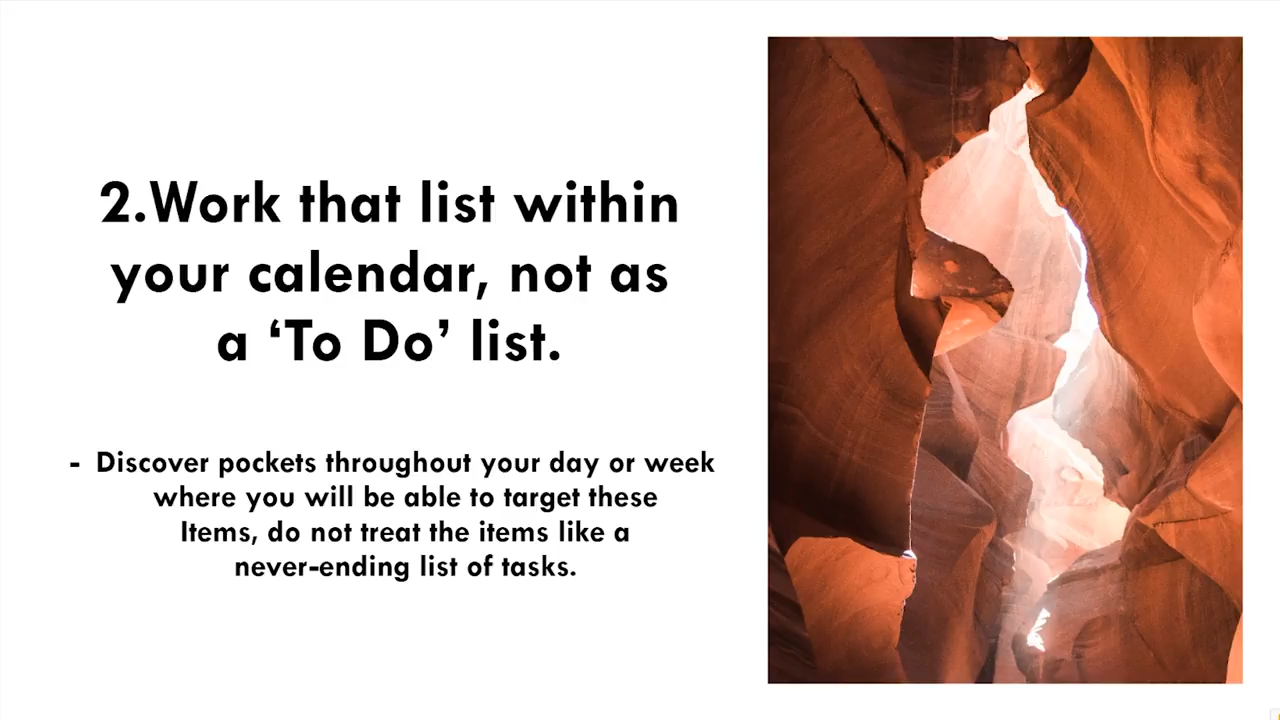 2.Work that list within
your calendar, not as
a ‘To Do’ list.
- Discover pockets throughout your day or week
where you will be able to target these
Items, do not treat the items like a
never-ending list of tasks.